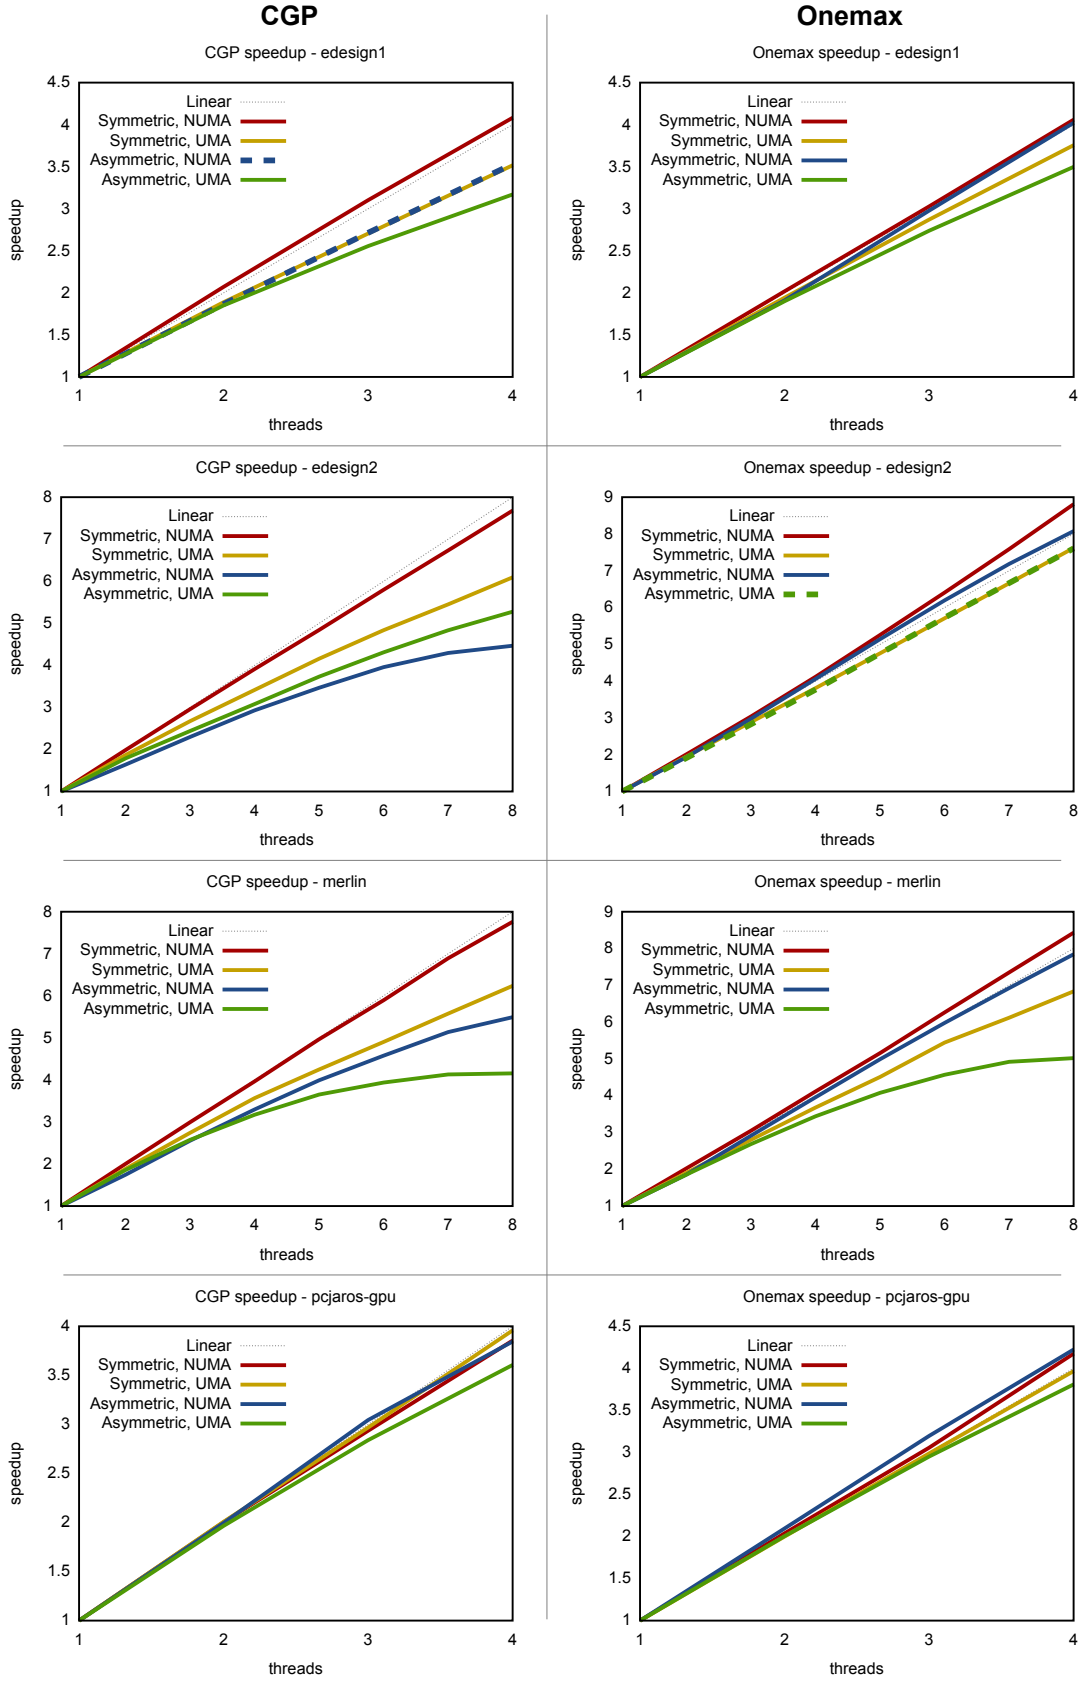 CGP
Onemax
CGP speedup - edesign1
4.5
4
3.5
3
2.5
2
1.5
1
speedup
Linear
Symmetric, NUMA
Symmetric, UMA
Asymmetric, NUMA
Asymmetric, UMA
1 2 3 4
threads
Onemax speedup - edesign1
4.5
4
3.5
3
2.5
2
1.5
1
speedup
Linear
Symmetric, NUMA
Symmetric, UMA
Asymmetric, NUMA
Asymmetric, UMA
1 2 3 4
threads
CGP speedup - edesign2
8
7
6
5
4
3
2
1
speedup
Linear
Symmetric, NUMA
Symmetric, UMA
Asymmetric, NUMA
Asymmetric, UMA
1 2 3 4 5 6 7 8
threads
Onemax speedup - edesign2
9
8
7
6
5
4
3
2
1
speedup
Linear
Symmetric, NUMA
Symmetric, UMA
Asymmetric, NUMA
Asymmetric, UMA
1 2 3 4 5 6 7 8
threads
CGP speedup - merlin
8
7
6
5
4
3
2
1
speedup
Linear
Symmetric, NUMA
Symmetric, UMA
Asymmetric, NUMA
Asymmetric, UMA
1 2 3 4 5 6 7 8
threads
Onemax speedup - merlin
9
8
7
6
5
4
3
2
1
speedup
Linear
Symmetric, NUMA
Symmetric, UMA
Asymmetric, NUMA
Asymmetric, UMA
1 2 3 4 5 6 7 8
threads
CGP speedup - pcjaros-gpu
4
3.5
3
2.5
2
1.5
1
speedup
Linear
Symmetric, NUMA
Symmetric, UMA
Asymmetric, NUMA
Asymmetric, UMA
1 2 3 4
threads
Onemax speedup - pcjaros-gpu
4.5
4
3.5
3
2.5
2
1.5
1
speedup
Linear
Symmetric, NUMA
Symmetric, UMA
Asymmetric, NUMA
Asymmetric, UMA
1 2 3 4
threads